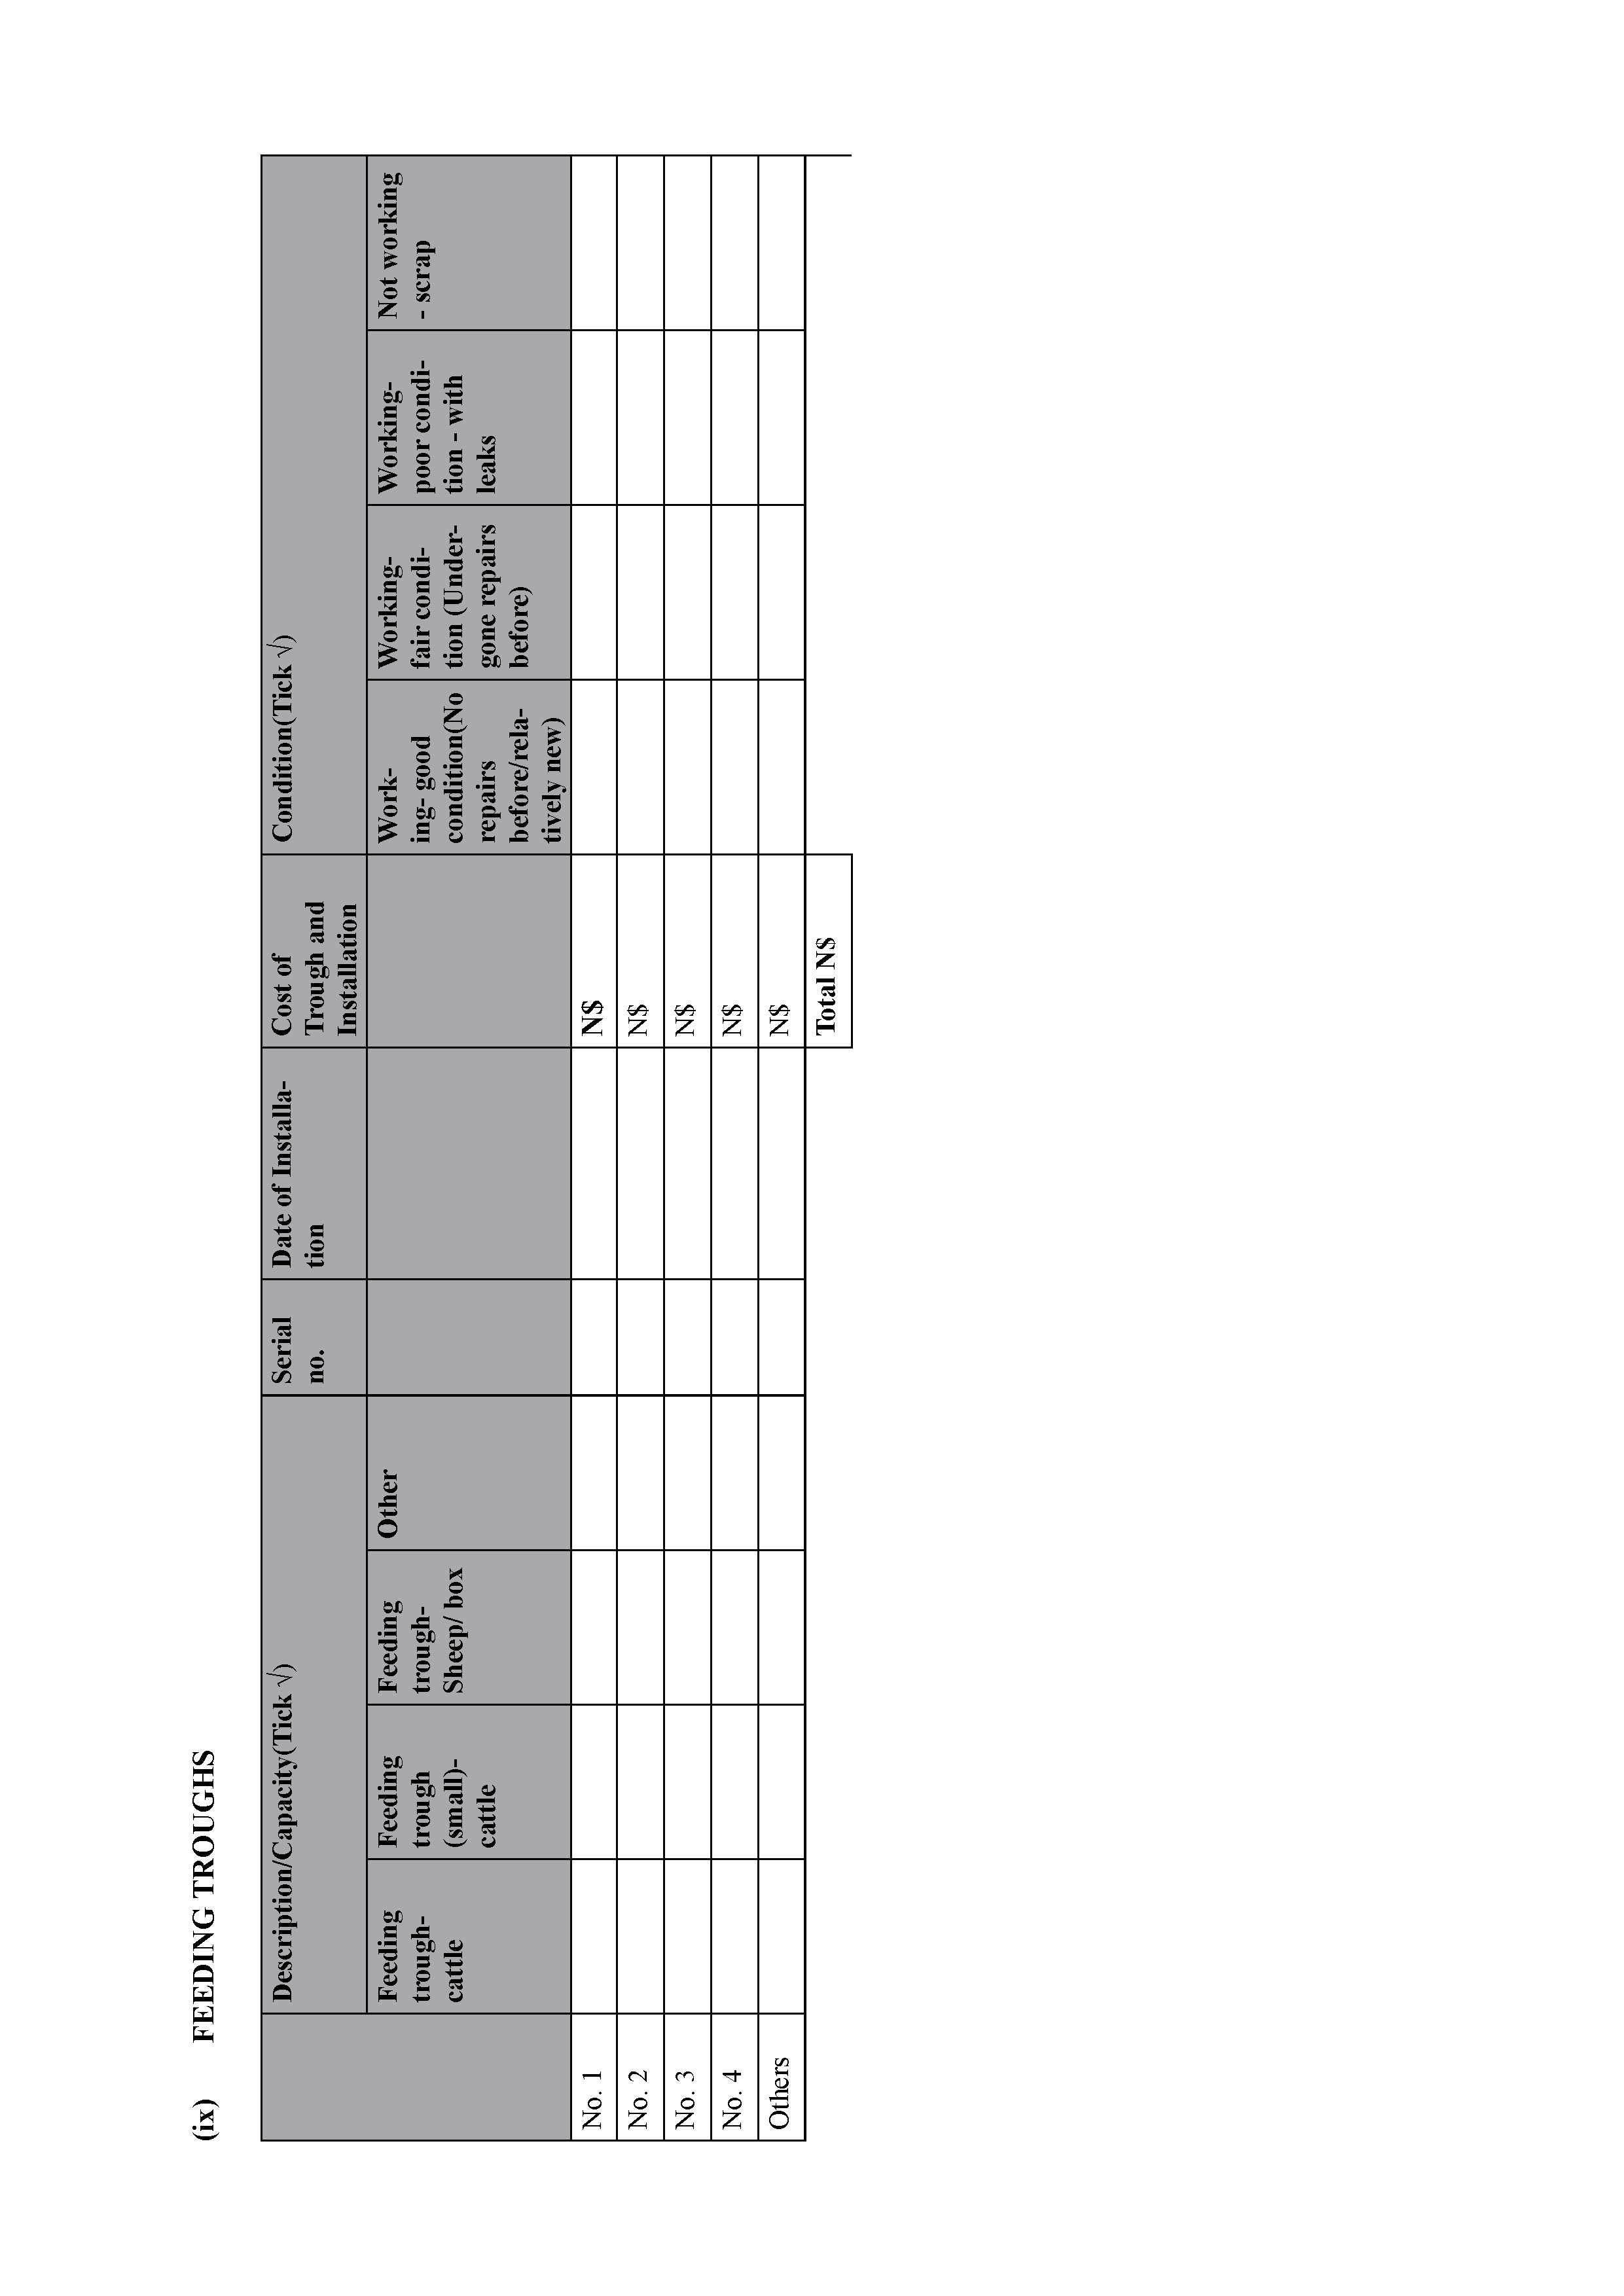 (ix) FEEDING TROUGHS
Description/Capacity(Tick √)
Serial
no.
Date of Installa-
tion
Cost of
Trough and
Installation
Condition(Tick √)
Feeding
trough-
cattle
Feeding
trough
(small)-
cattle
Feeding
trough-
Sheep/ box
Other
Work-
ing- good
condition(No
repairs
before/rela-
tively new)
Working-
fair condi-
tion (Under-
gone repairs
before)
Working-
poor condi-
tion - with
leaks
Not working
- scrap
No. 1 N$
No. 2 N$
No. 3 N$
No. 4 N$
Others N$
Total N$